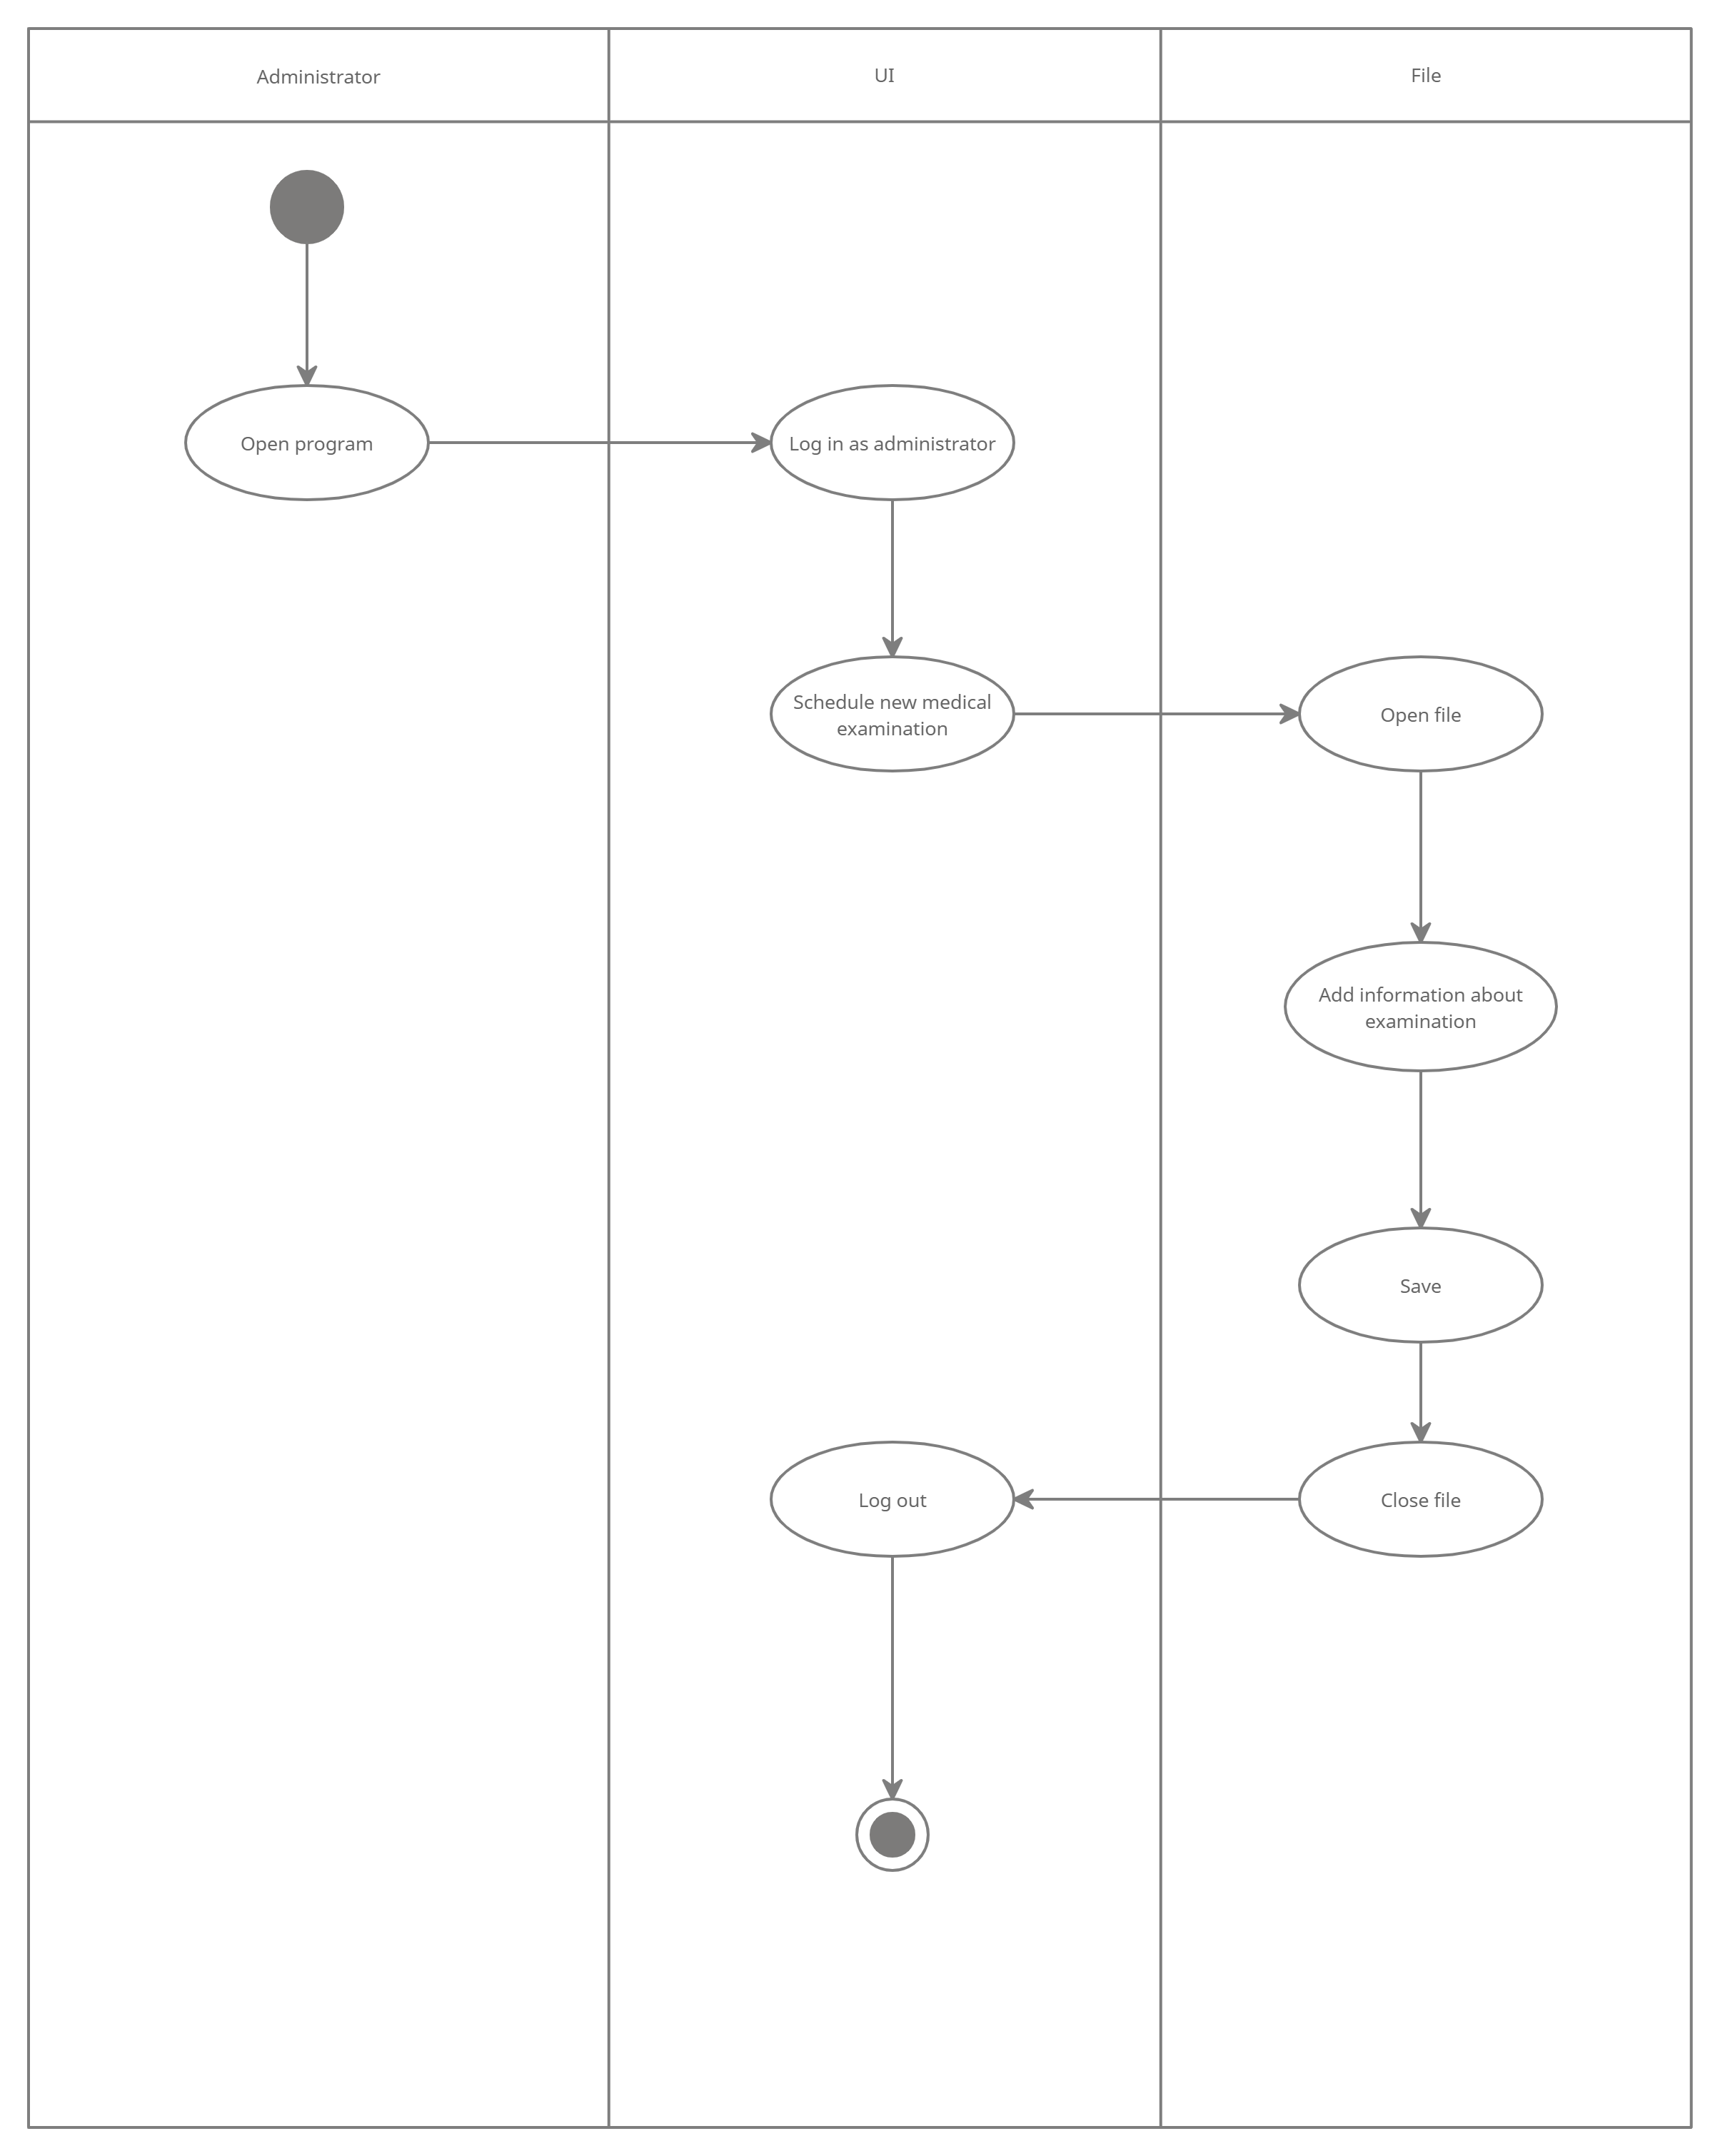 Administrator
UI
File
Open program
Log in as administrator
Schedule new medical
examination
Open file
Add information about
examination
Save
Log out
Close file